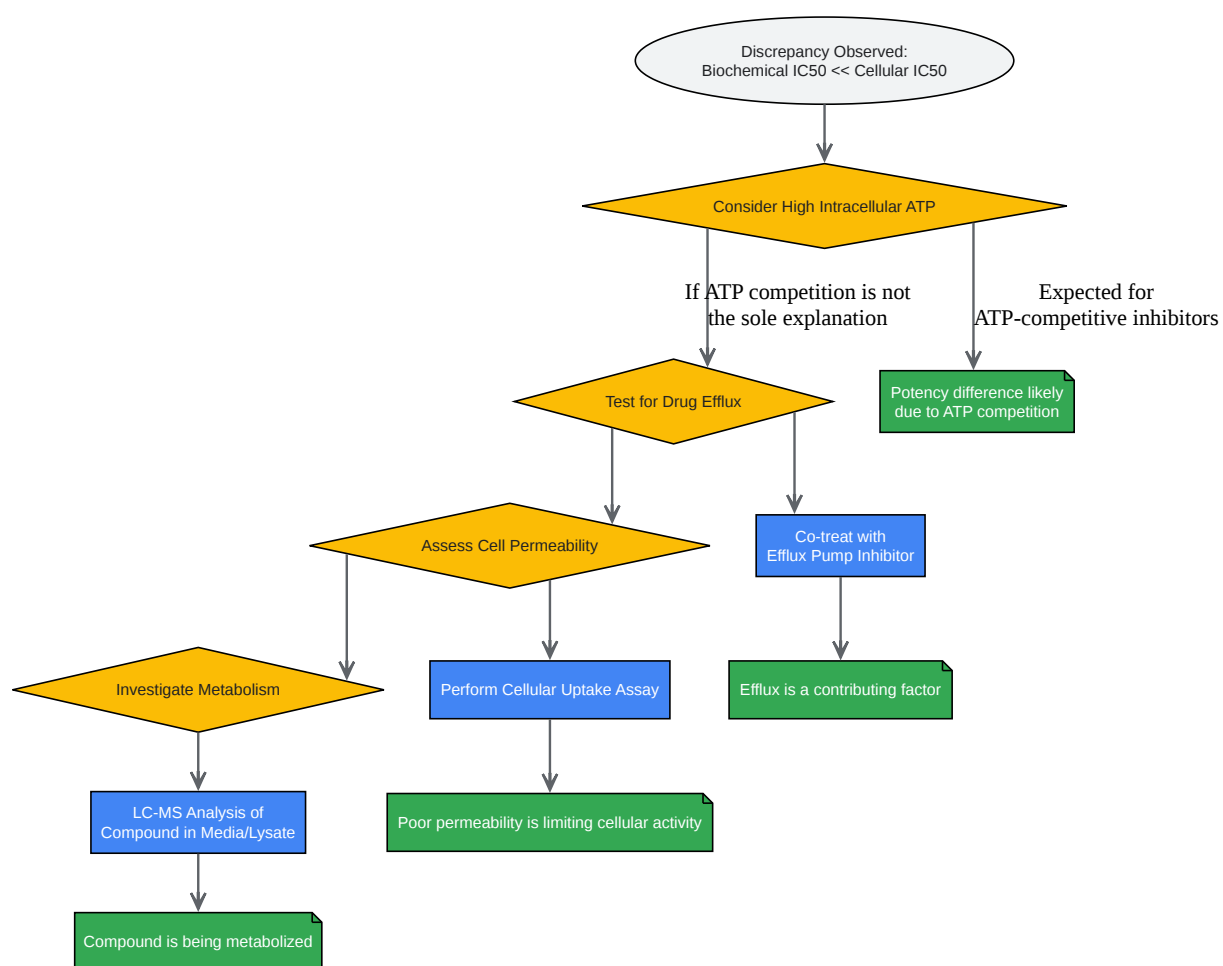 Discrepancy Observed:
Biochemical IC50 << Cellular IC50
Consider High Intracellular ATP
If ATP competition is not
the sole explanation
Expected for
ATP-competitive inhibitors
Test for Drug Efflux
Potency difference likely
due to ATP competition
Assess Cell Permeability
Co-treat with
Efflux Pump Inhibitor
Investigate Metabolism
Perform Cellular Uptake Assay
Efflux is a contributing factor
LC-MS Analysis of
Compound in Media/Lysate
Poor permeability is limiting cellular activity
Compound is being metabolized